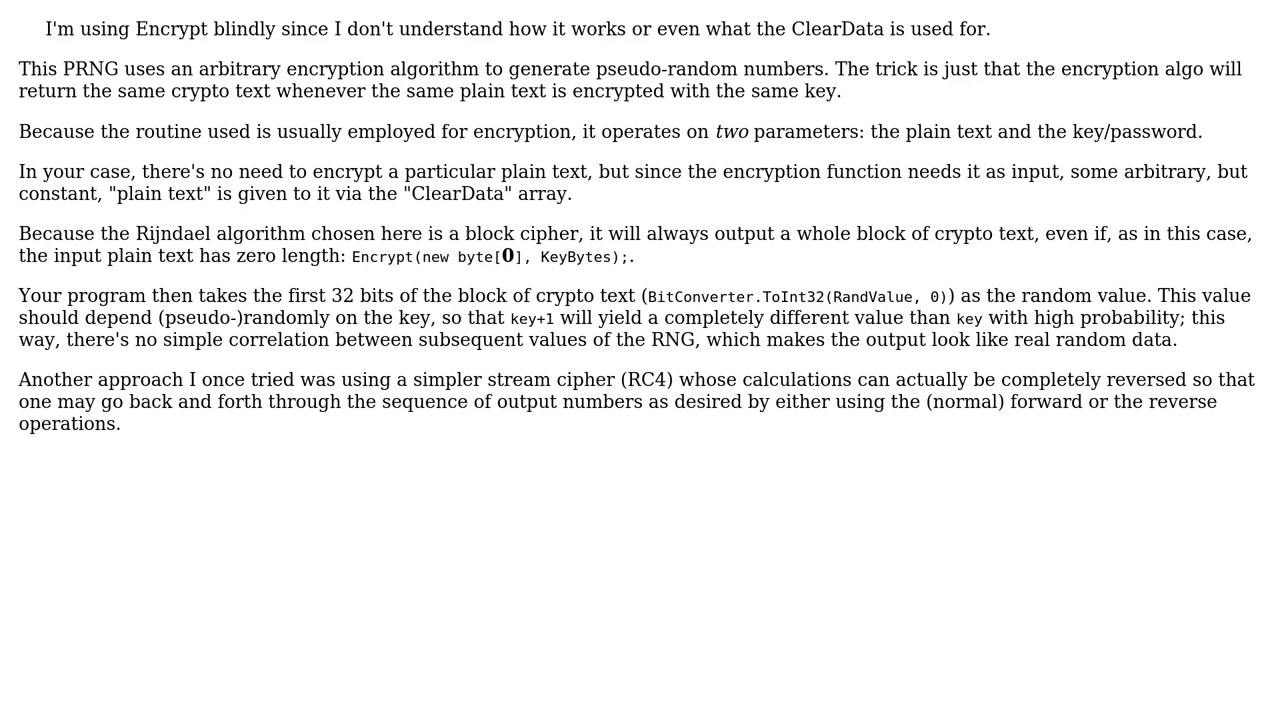 I'm using Encrypt blindly since I don't understand how it works or even what the ClearData is used for.
This PRNG uses an arbitrary encryption algorithm to generate pseudo-random numbers. The trick is just that the encryption algo will
return the same crypto text whenever the same plain text is encrypted with the same key.
Because the routine used is usually employed for encryption, it operates on two parameters: the plain text and the key/password.
In your case, there's no need to encrypt a particular plain text, but since the encryption function needs it as input, some arbitrary, but
constant, "plain text" is given to it via the "ClearData" array.
Because the Rijndael algorithm chosen here is a block cipher, it will always output a whole block of crypto text, even if, as in this case,
the input plain text has zero length: Encrypt(new byte[0], KeyBytes);.
Your program then takes the first 32 bits of the block of crypto text (BitConverter.ToInt32(RandValue, 0)) as the random value. This value
should depend (pseudo-)randomly on the key, so that key+1 will yield a completely different value than key with high probability; this
way, there's no simple correlation between subsequent values of the RNG, which makes the output look like real random data.
Another approach I once tried was using a simpler stream cipher (RC4) whose calculations can actually be completely reversed so that
one may go back and forth through the sequence of output numbers as desired by either using the (normal) forward or the reverse
operations.